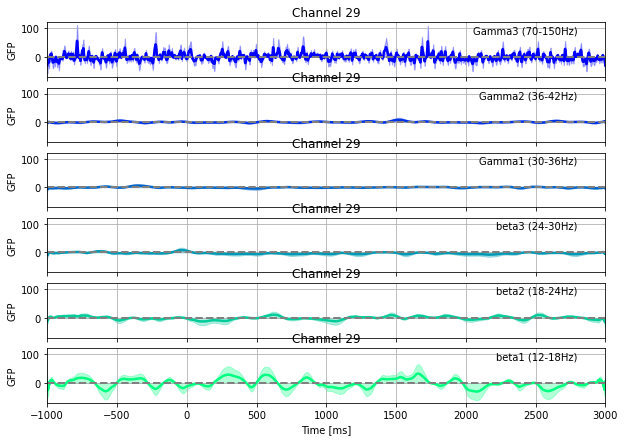 Channel 29
GFP
100
0
Gamma3 (70-150Hz)
Channel 29
GFP
100
0
Gamma2 (36-42Hz)
Channel 29
GFP
100
0
Gamma1 (30-36Hz)
Channel 29
GFP
100
0
beta3 (24-30Hz)
Channel 29
GFP
100
0
beta2 (18-24Hz)
Channel 29
GFP
100
0
beta1 (12-18Hz)
−1000 −500 0 500 1000 1500 2000 2500 3000
Time [ms]